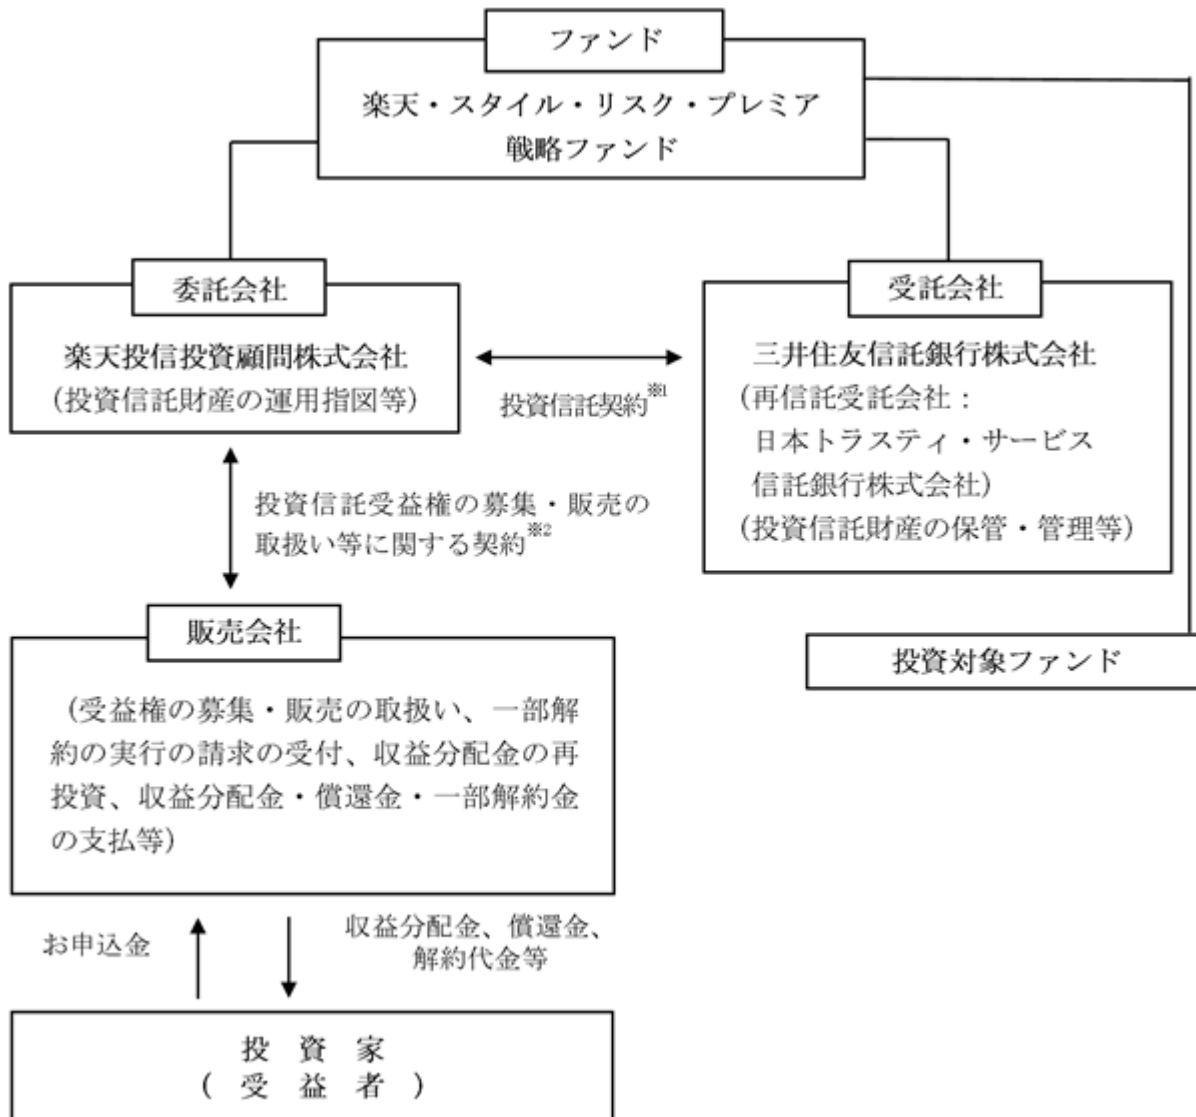 ファンド
楽天・スタイル・リスク・プレミア
戦略ファンド
委託会社
楽天投信投資顧問株式会社
(投資信託財産の運用指図等)
投資信託契約※1
受託会社
三井住友信託銀行株式会社
(再信託受託会社：
日本トラスティ・サービス
信託銀行株式会社)
(投資信託財産の保管・管理等)
投資信託受益権の募集・販売の
取扱い等に関する契約※2
販売会社
(受益権の募集・販売の取扱い、一部解
約の実行の請求の受付、収益分配金の再
投資、収益分配金・償還金・一部解約金
の支払等)
投資対象ファンド
お申込金
収益分配金、償還金、
解約代金等
投　資　家
(　受　益　者　)